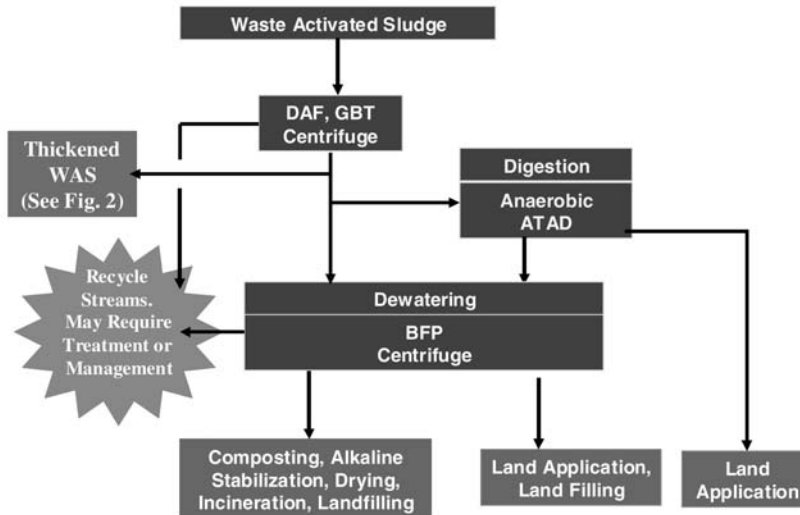 Waste Activated Sludge
DAF, GBT
Centrifuge
Thickened
WAS
(See Fig. 2)
Digestion
Anaerobic
ATAD
Recycle
Streams.
May Require
Treatment or
Management
Dewatering
BFP
Centrifuge
Composting, Alkaline
Stabilization, Drying,
Incineration, Landfilling
Land Application,
Land Filling
Land
Application